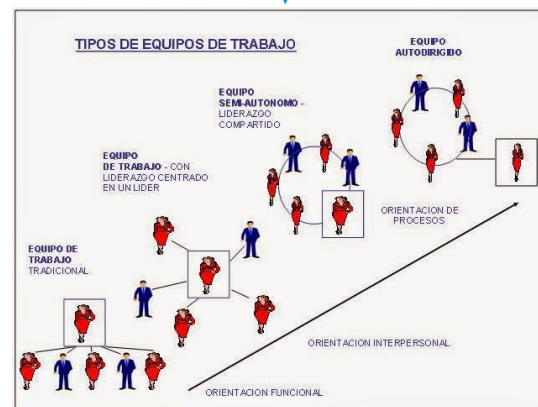 TIPOS DE EQUIPOS DE TRABAJO
EQUIPO
AUTODIRIGIDO
EQUIPO
SEMI-AUTONOMO -
LIDERAZGO
COMPARTIDO
EQUIPO
DE TRABAJO - CON
LIDERAZGO CENTRADO
EN UN LIDER
EQUIPO DE
TRABAJO
TRADICIONAL
ORIENTACION DE
PROCESOS
ORIENTACION INTERPERSONAL
ORIENTACION FUNCIONAL